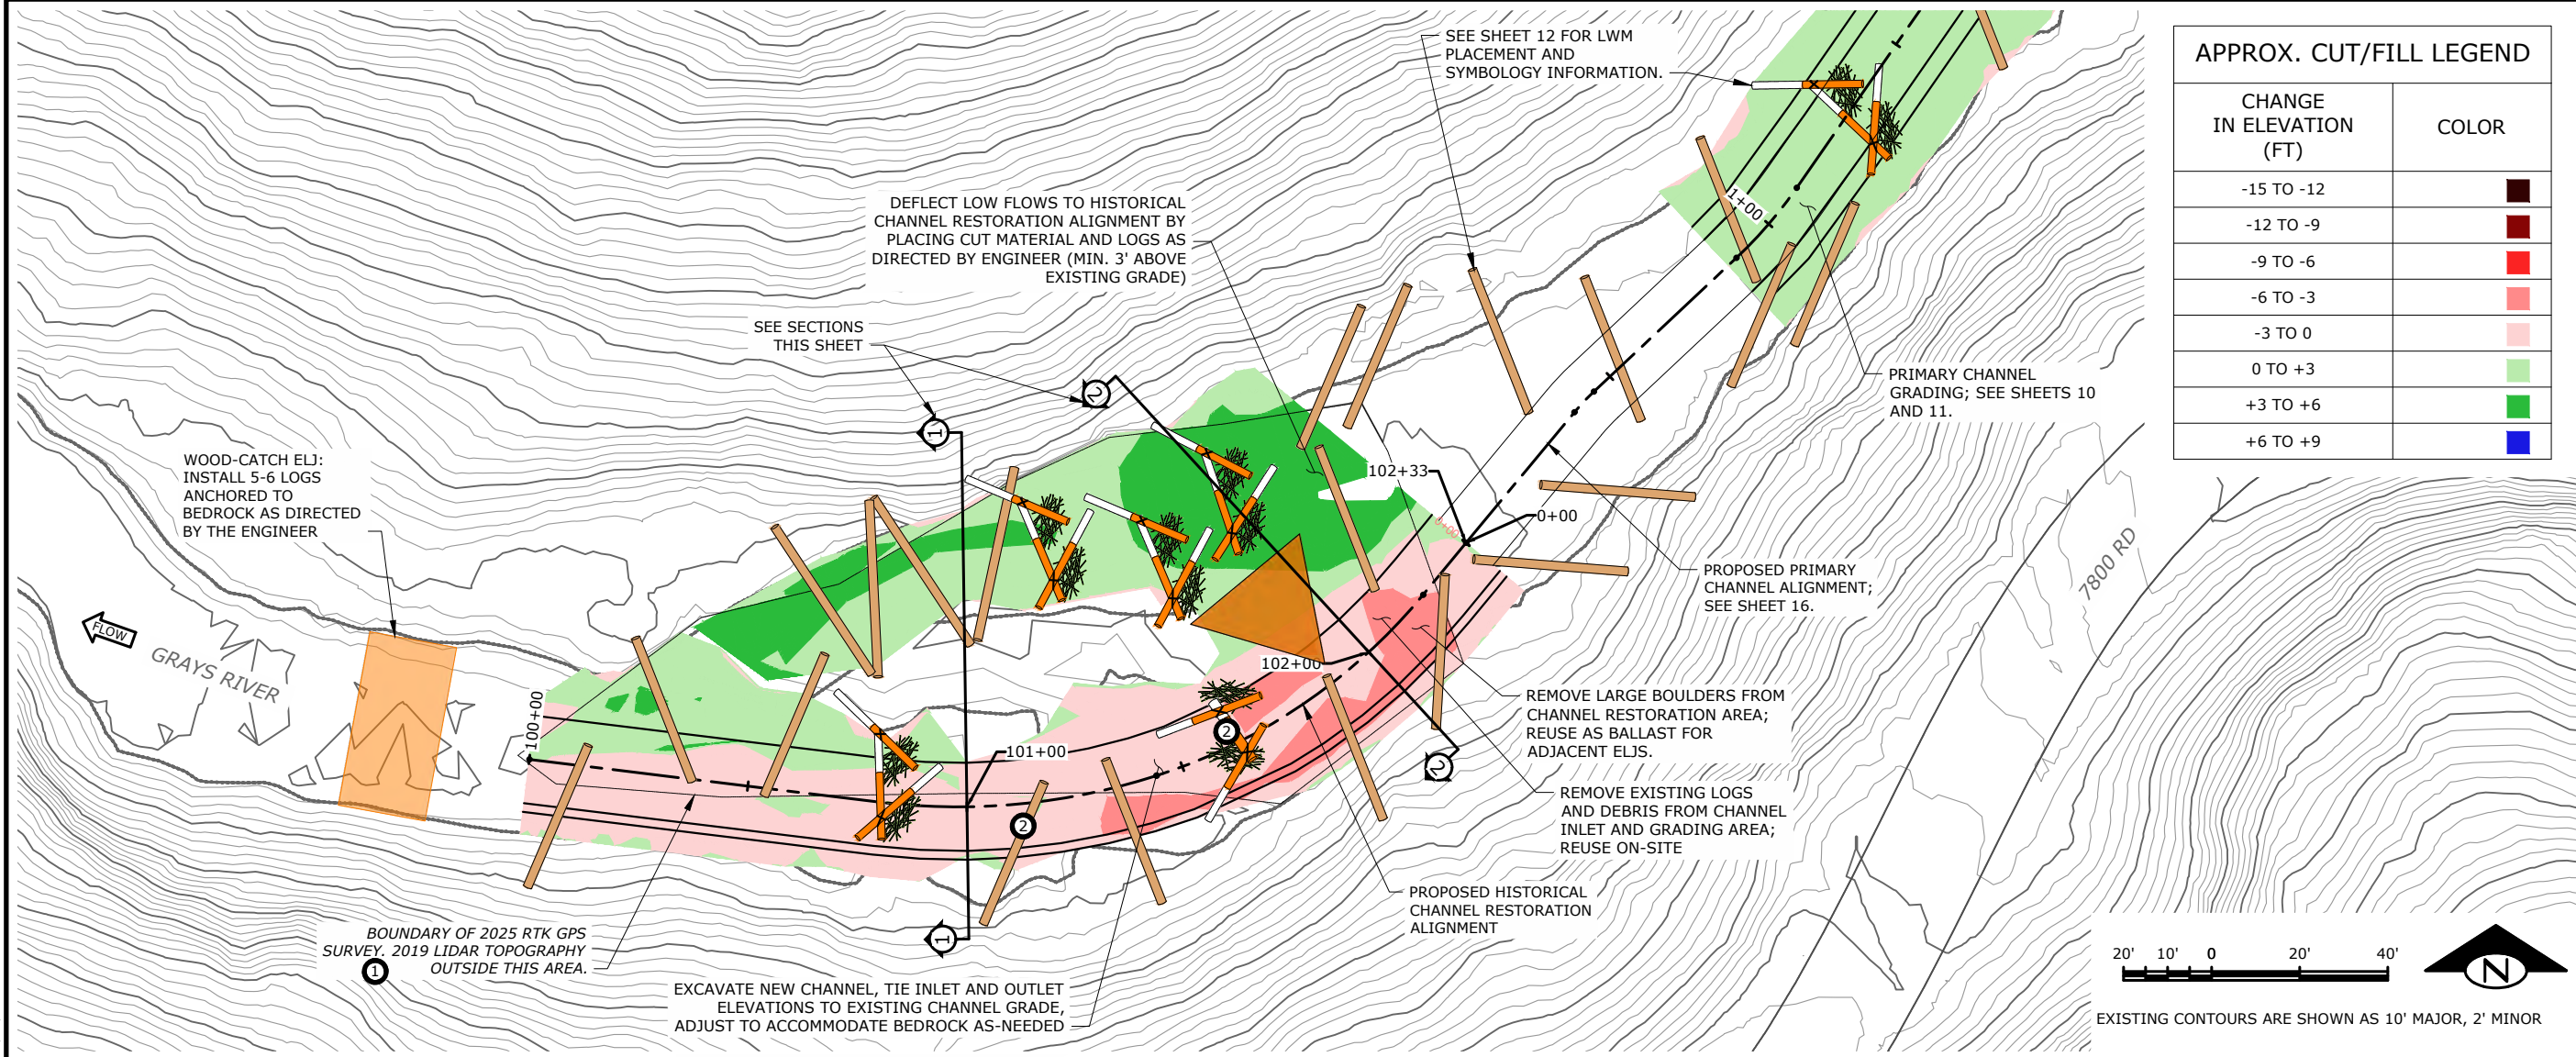 SEE SHEET 12 FOR LWM
PLACEMENT AND
SYMBOLOGY INFORMATION.
APPROX. CUT/FILL LEGEND
CHANGE
IN ELEVATION
(FT)
COLOR
-15 TO -12
-12 TO -9
-9 TO -6
-6 TO -3
-3 TO 0
0 TO +3
+3 TO +6
+6 TO +9
DEFLECT LOW FLOWS TO HISTORICAL
CHANNEL RESTORATION ALIGNMENT BY
PLACING CUT MATERIAL AND LOGS AS
DIRECTED BY ENGINEER (MIN. 3' ABOVE
EXISTING GRADE)
1+00
SEE SECTIONS
THIS SHEET
2
1
PRIMARY CHANNEL
GRADING; SEE SHEETS 10
AND 11.
WOOD-CATCH ELJ:
INSTALL 5-6 LOGS
ANCHORED TO
BEDROCK AS DIRECTED
BY THE ENGINEER
102+33
0+00
0+00
PROPOSED PRIMARY
CHANNEL ALIGNMENT;
SEE SHEET 16.
7800 RD
FLOW
GRAYS RIVER
102+00
100+00
101+00
2
2
2
REMOVE LARGE BOULDERS FROM
CHANNEL RESTORATION AREA;
REUSE AS BALLAST FOR
ADJACENT ELJS.
REMOVE EXISTING LOGS
AND DEBRIS FROM CHANNEL
INLET AND GRADING AREA;
REUSE ON-SITE
PROPOSED HISTORICAL
CHANNEL RESTORATION
ALIGNMENT
BOUNDARY OF 2025 RTK GPS
SURVEY. 2019 LIDAR TOPOGRAPHY
OUTSIDE THIS AREA.
1
1
EXCAVATE NEW CHANNEL, TIE INLET AND OUTLET
ELEVATIONS TO EXISTING CHANNEL GRADE,
ADJUST TO ACCOMMODATE BEDROCK AS-NEEDED
20' 10' 0 20' 40'
N
EXISTING CONTOURS ARE SHOWN AS 10' MAJOR, 2' MINOR